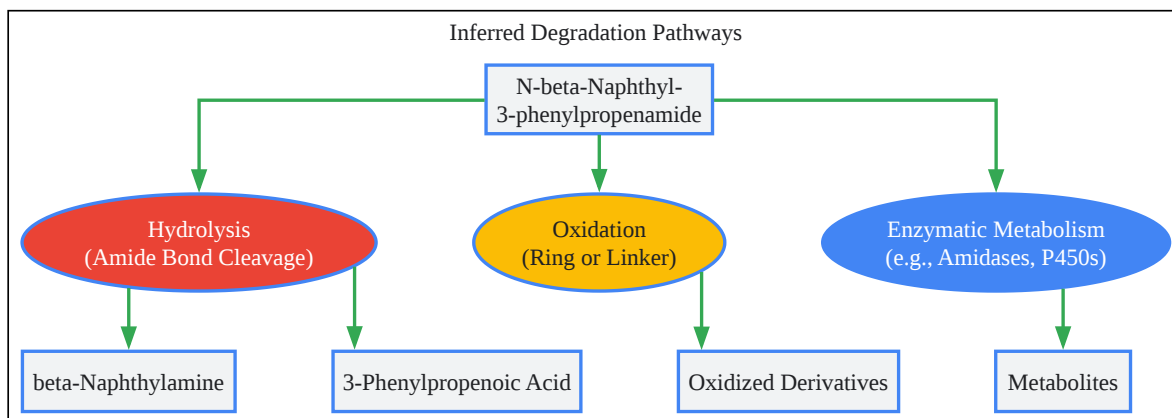 Inferred Degradation Pathways
N-beta-Naphthyl-
3-phenylpropenamide
Hydrolysis
(Amide Bond Cleavage)
Oxidation
(Ring or Linker)
Enzymatic Metabolism
(e.g., Amidases, P450s)
beta-Naphthylamine
3-Phenylpropenoic Acid
Oxidized Derivatives
Metabolites